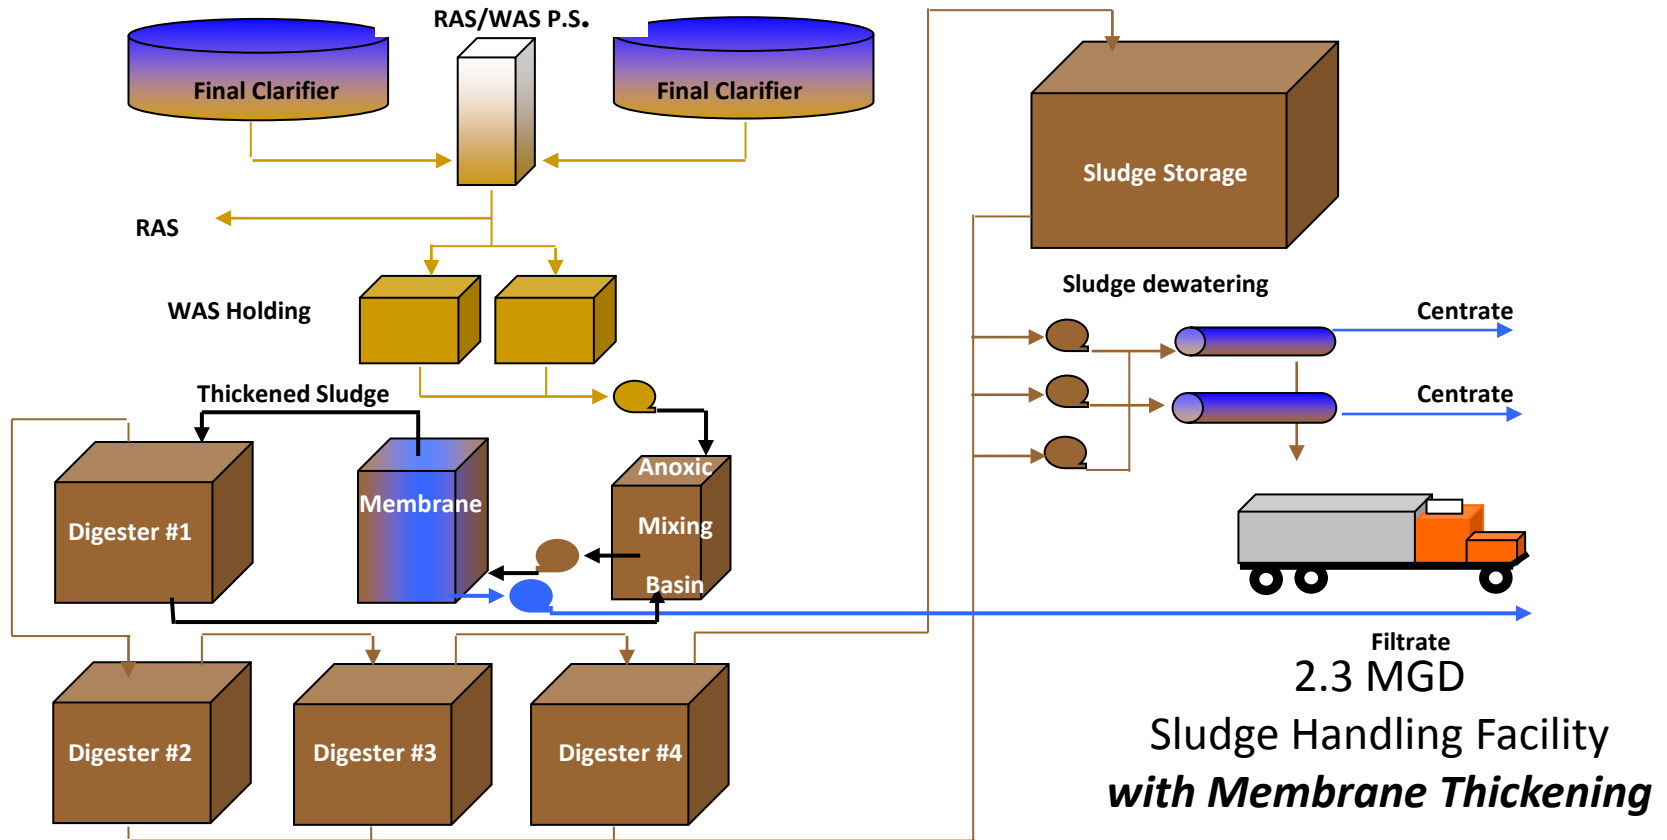 RAS/WAS P.S.
Final Clarifier
Final Clarifier
Sludge Storage
RAS
WAS Holding
Sludge dewatering
Centrate
Thickened Sludge
Centrate
Anoxic
Mixing
Basin
Membrane
Digester #1
Filtrate
Digester #2
Digester #3
Digester #4
2.3 MGD
Sludge Handling Facility
with Membrane Thickening